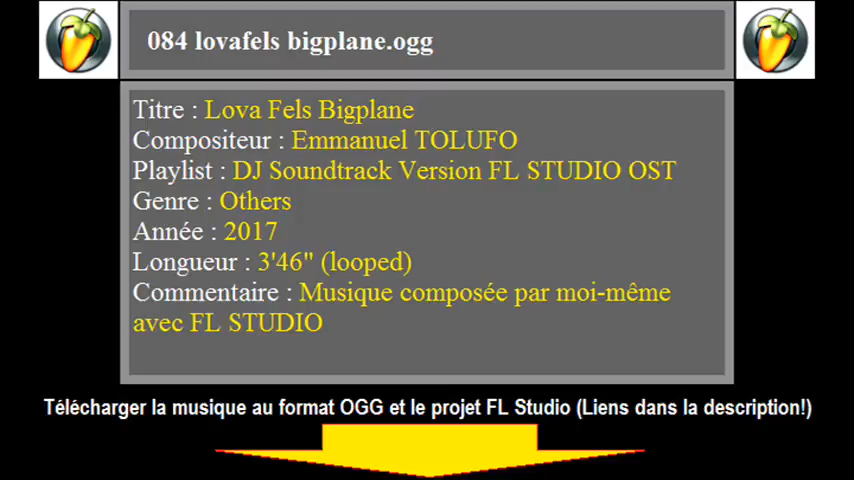 084 lovafels bigplane.ogg
Titre : Lova Fels Bigplane
Compositeur : Emmanuel TOLUFO
Playlist : DJ Soundtrack Version FL STUDIO OST
Genre : Others
Année : 2017
Longueur : 3'46" (looped)
Commentaire : Musique composée par moi-même
avec FL STUDIO
Télécharger la musique au format OGG et le projet FL Studio (Liens dans la description!)